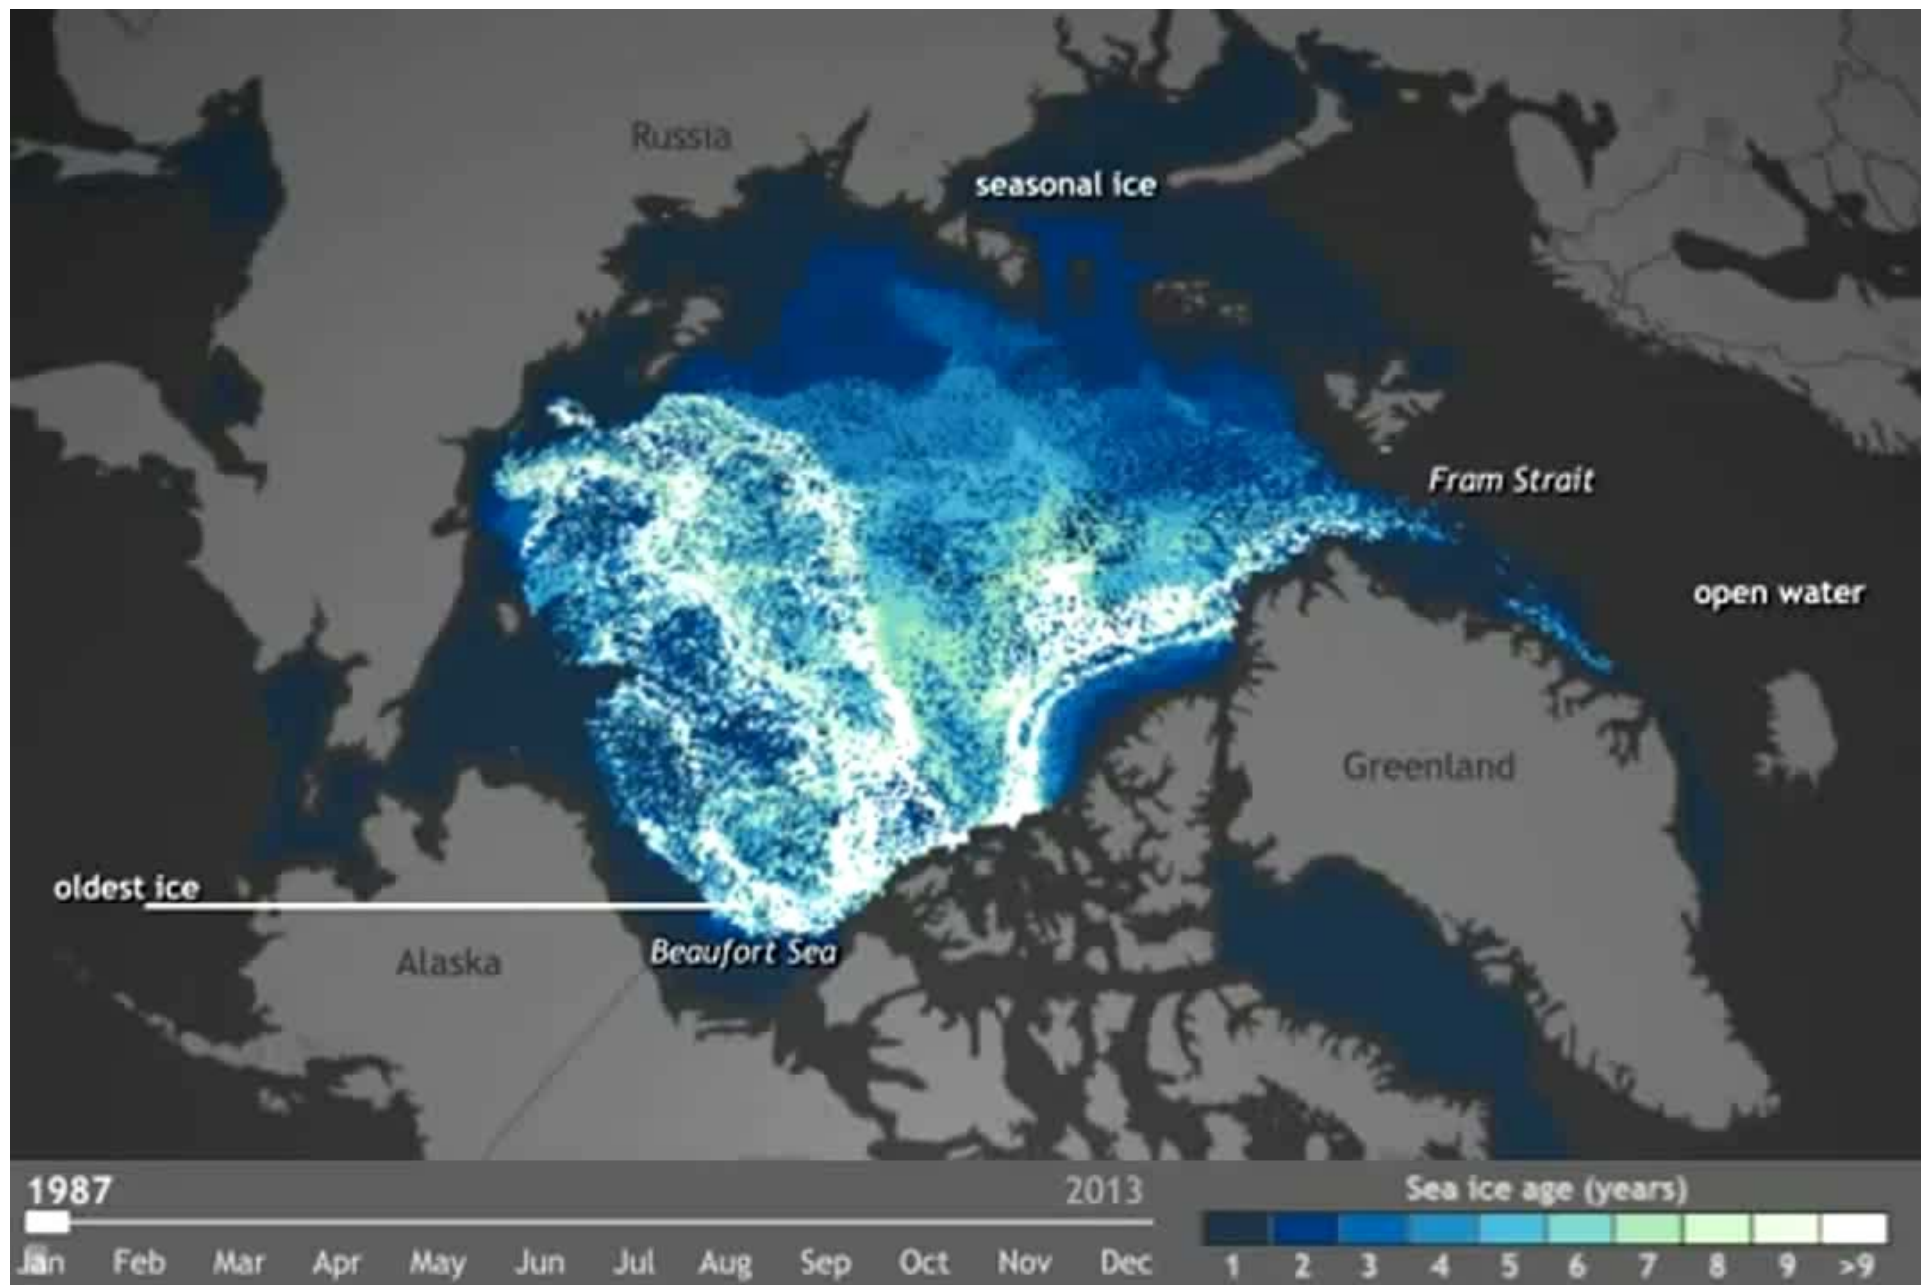 Russia
seasonal ice
Fram Strait
open water
Greenland
oldest ice
Beaufort Sea
Alaska
1987 2013
Jan Feb Mar Apr May Jun Jul Aug Sep Oct Nov Dec
Sea ice age (years)
1 2 3 4 5 6 7 8 9 >9